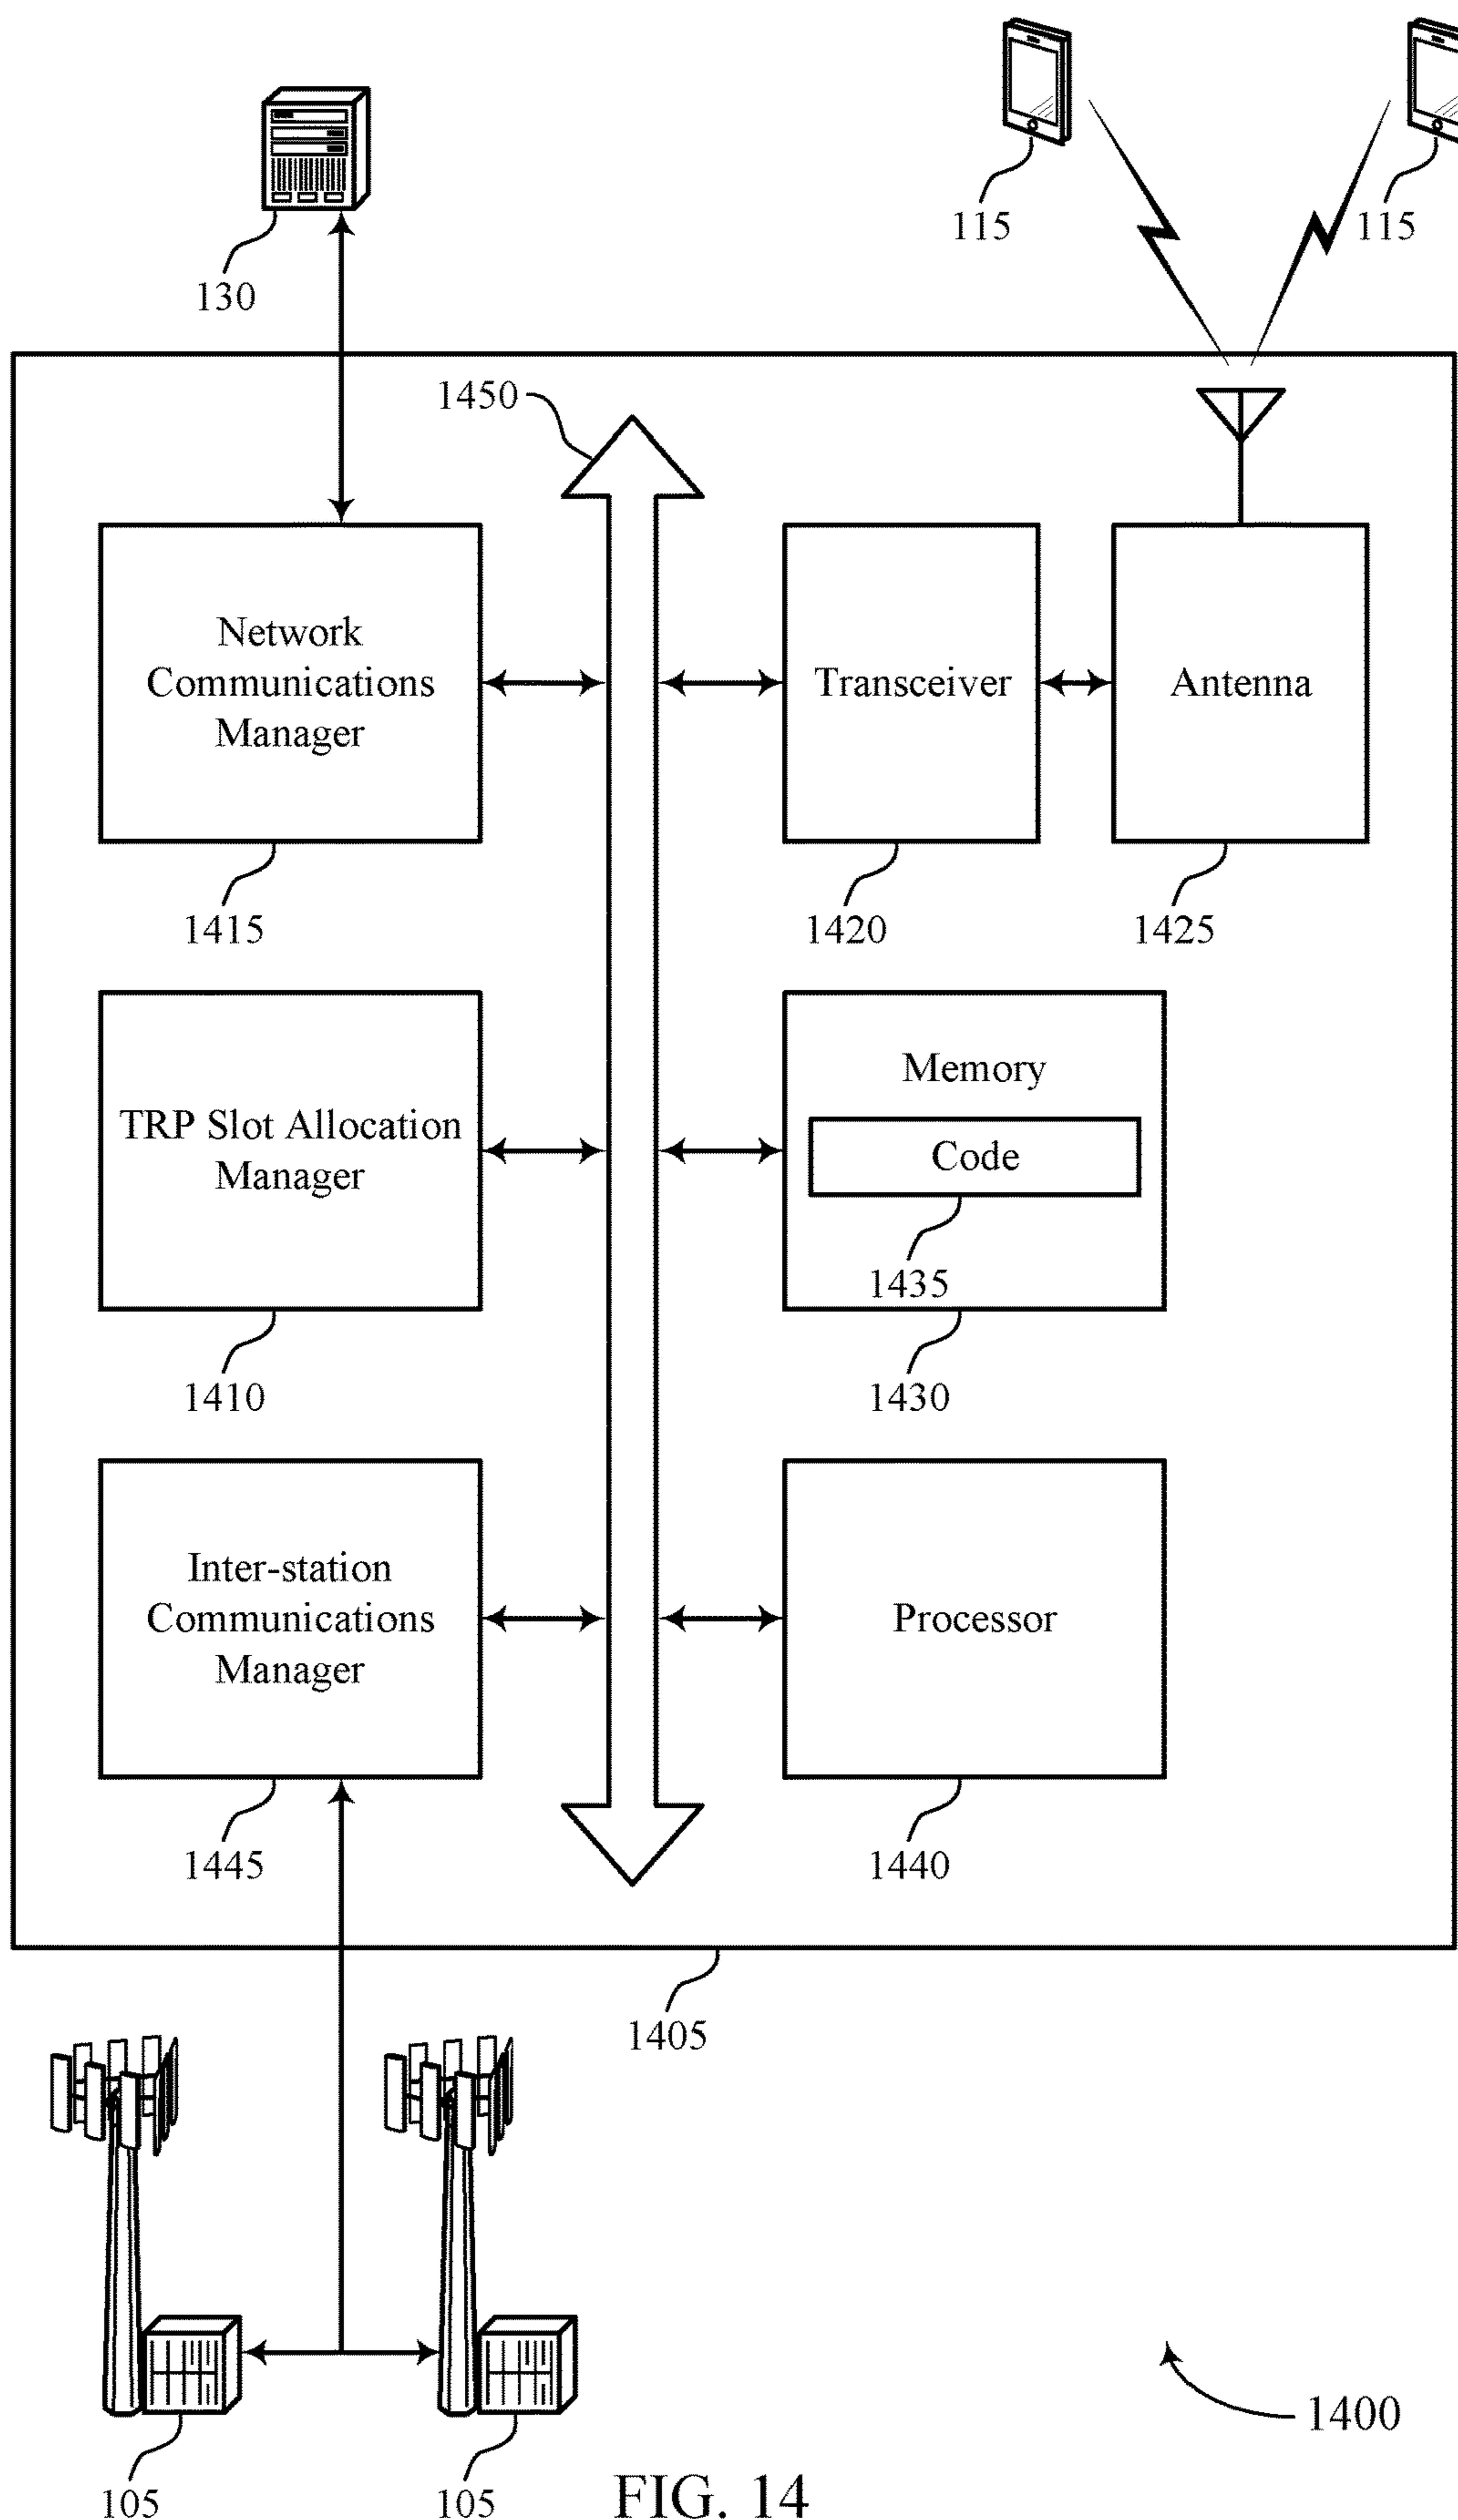 115
115
130
1450
Network
Communications
Manager
Transceiver
Antenna
1415
1420
1425
TRP Slot Allocation
Manager
Memory
Code
1435
1410
1430
Inter-station
Communications
Manager
Processor
1445
1440
1405
1400
105
105
FIG. 14